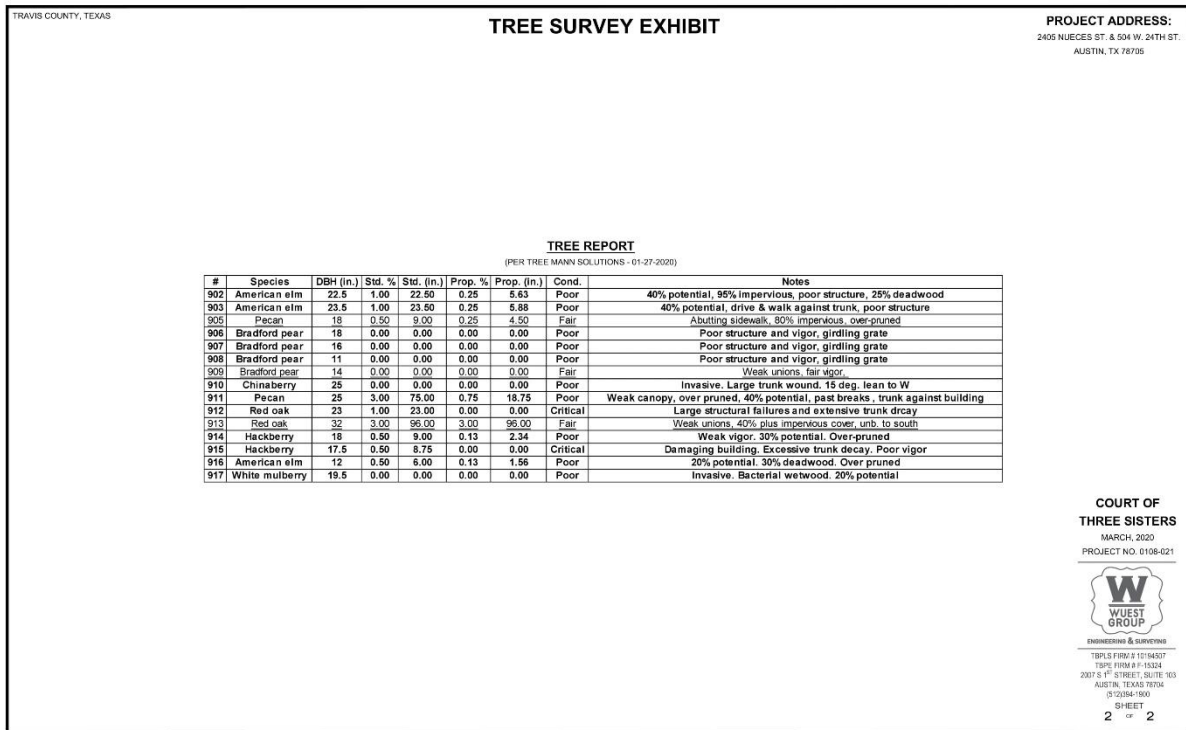 TRAVIS COUNTY, TEXAS
TREE SURVEY EXHIBIT
PROJECT ADDRESS:
2405 NUECES ST. & 504 W. 24TH ST.
AUSTIN, TX 78705
TREE REPORT
(PER TREE MANN SOLUTIONS - 01-27-2020)
# Species DBH (in.) Std. % Std. (in.) Prop. % Prop. (in.) Cond. Notes
902 American elm 22.5 1.00 22.50 0.25 5.63 Poor 40% potential, 95% impervious, poor structure, 25% deadwood
903 American elm 23.5 1.00 23.50 0.25 5.88 Poor 40% potential, drive & walk against trunk, poor structure
905 Pecan 18 0.50 9.00 0.25 4.50 Fair Abutting sidewalk, 80% impervious, over-pruned
906 Bradford pear 18 0.00 0.00 0.00 0.00 Poor Poor structure and vigor, girdling grate
907 Bradford pear 16 0.00 0.00 0.00 0.00 Poor Poor structure and vigor, girdling grate
908 Bradford pear 11 0.00 0.00 0.00 0.00 Poor Poor structure and vigor, girdling grate
909 Bradford pear 14 0.00 0.00 0.00 0.00 Fair Weak unions, fair vigor,
910 Chinaberry 25 0.00 0.00 0.00 0.00 Poor Invasive. Large trunk wound. 15 deg. lean to W
911 Pecan 25 3.00 75.00 0.75 18.75 Poor Weak canopy, over pruned, 40% potential, past breaks , trunk against building
912 Red oak 23 1.00 23.00 0.00 0.00 Critical Large structural failures and extensive trunk drcay
913 Red oak 32 3.00 96.00 3.00 96.00 Fair Weak unions, 40% plus impervious cover, unb. to south
914 Hackberry 18 0.50 9.00 0.13 2.34 Poor Weak vigor. 30% potential. Over-pruned
915 Hackberry 17.5 0.50 8.75 0.00 0.00 Critical Damaging building. Excessive trunk decay. Poor vigor
916 American elm 12 0.50 6.00 0.13 1.56 Poor 20% potential. 30% deadwood. Over pruned
917 White mulberry 19.5 0.00 0.00 0.00 0.00 Poor Invasive. Bacterial wetwood. 20% potential
COURT OF
THREE SISTERS
MARCH, 2020
PROJECT NO. 0108-021
W
WUEST
GROUP
ENGINEERING & SURVEYING
TBPLS FIRM # 10194507
TBPE FIRM # F-15324
2007 S 1ST STREET, SUITE 103
AUSTIN, TEXAS 78704
(512)394-1900
SHEET
2 OF 2